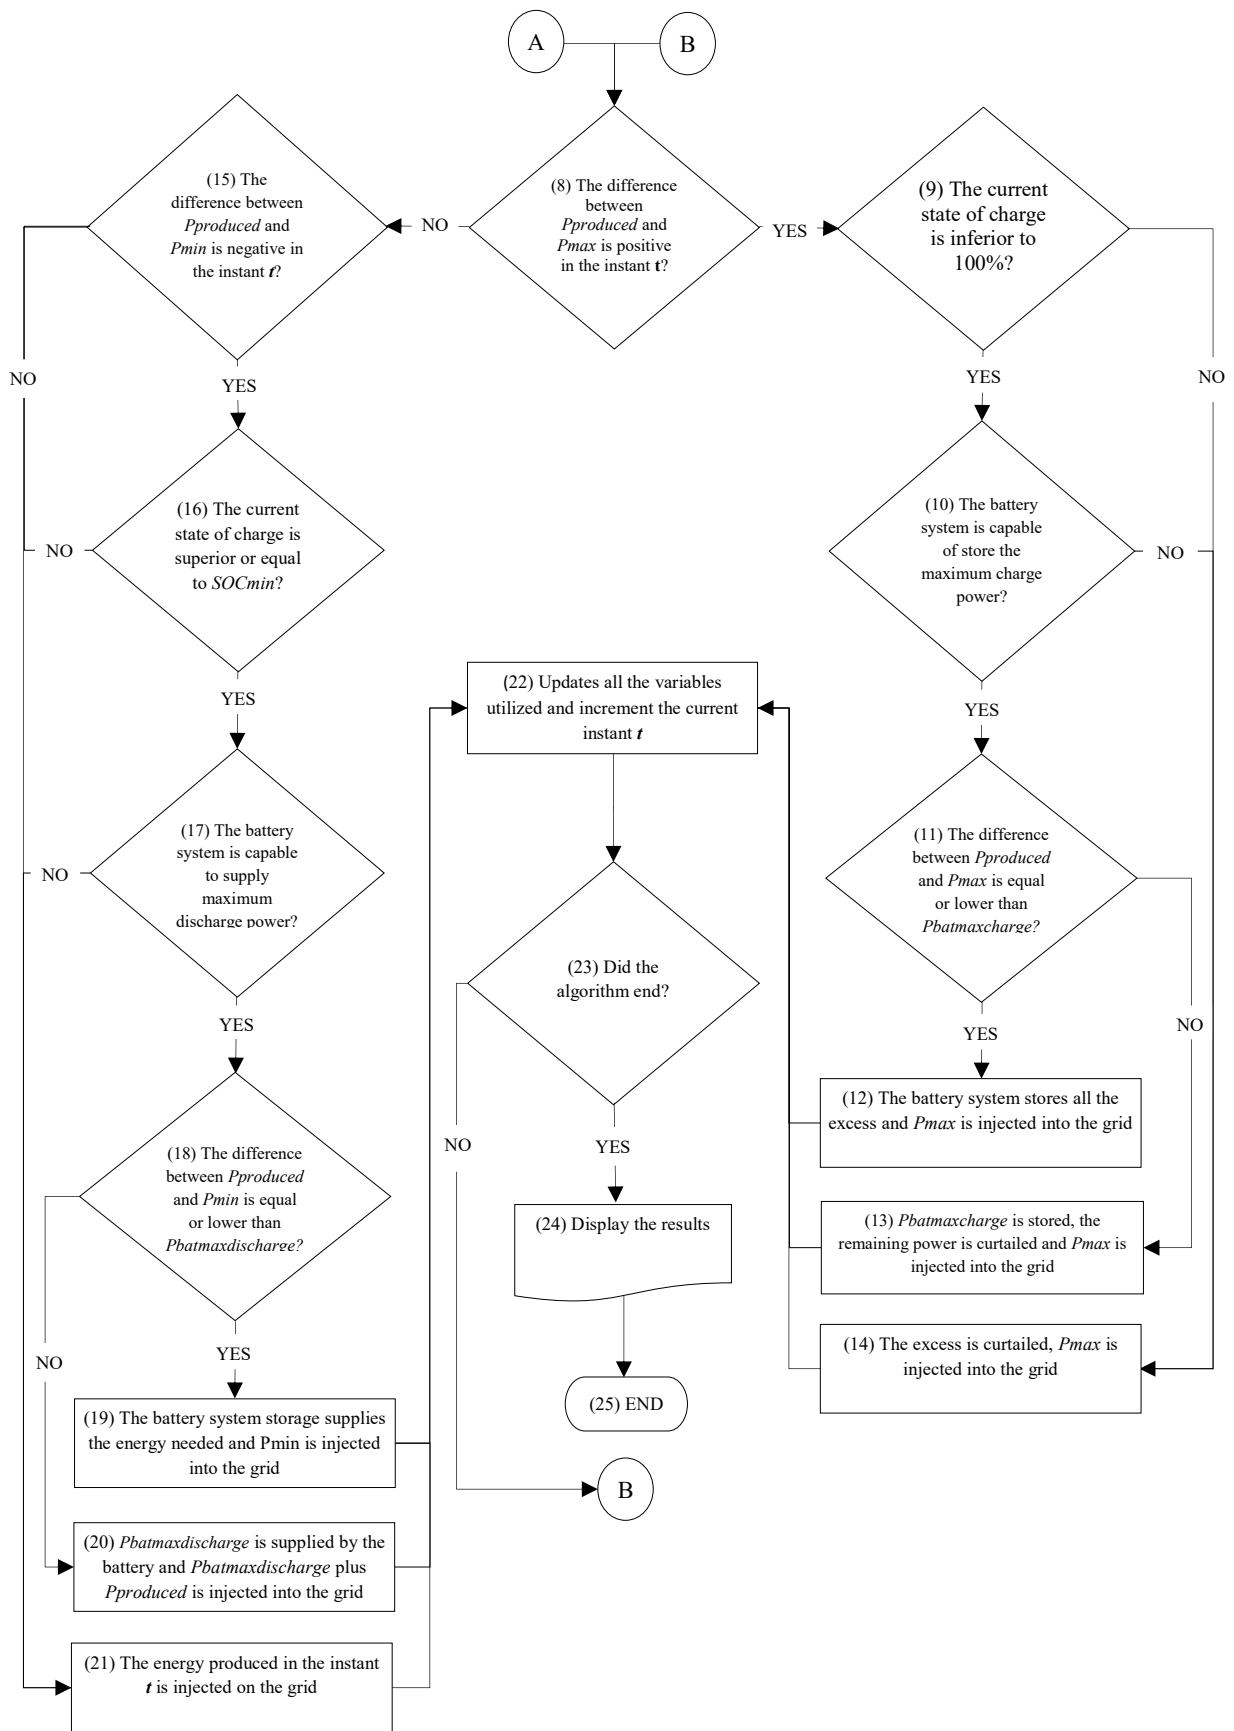 A
B
(15) The
difference between
Pproduced and
Pmin is negative in
the instant t?
NO
(8) The difference
between
Pproduced and
Pmax is positive
in the instant t?
YES
(9) The current
state of charge
is inferior to
100%?
NO
YES
YES
NO
(16) The current
state of charge is
superior or equal
to SOCmin?
NO
(10) The battery
system is capable
of store the
maximum charge
power?
NO
YES
YES
(22) Updates all the variables
utilized and increment the current
instant t
(17) The battery
system is capable
to supply
maximum
discharge power?
NO
(11) The difference
between Pproduced
and Pmax is equal
or lower than
Pbatmaxcharge?
NO
(23) Did the
algorithm end?
YES
YES
(12) The battery system stores all the
excess and Pmax is injected into the grid
(18) The difference
between Pproduced
and Pmin is equal
or lower than
Pbatmaxdischarge?
NO
YES
(24) Display the results
(13) Pbatmaxcharge is stored, the
remaining power is curtailed and Pmax is
injected into the grid
NO
YES
(14) The excess is curtailed, Pmax is
injected into the grid
(25) END
(19) The battery system storage supplies
the energy needed and Pmin is injected
into the grid
B
(20) Pbatmaxdischarge is supplied by the
battery and Pbatmaxdischarge plus
Pproduced is injected into the grid
(21) The energy produced in the instant
t is injected on the grid